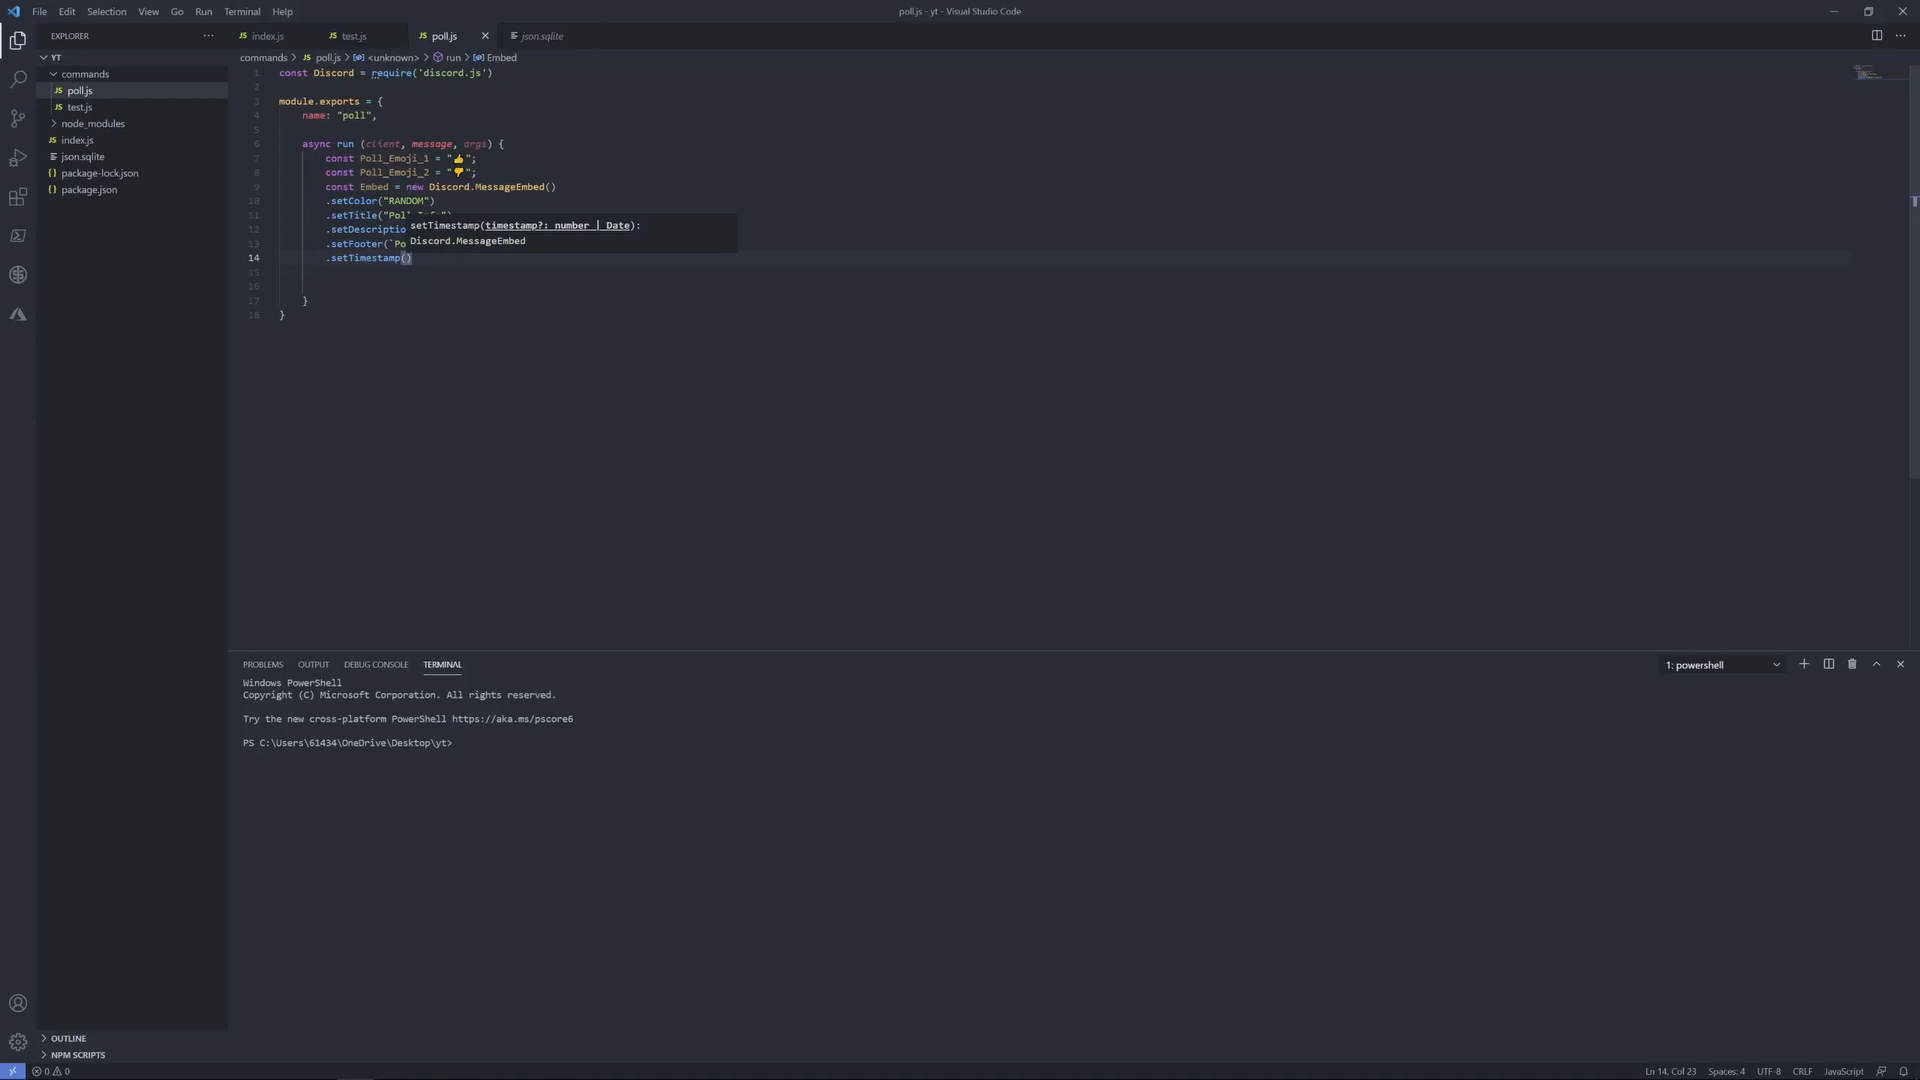 File Edit Selection View Go Run Terminal Help
poll.js - yt - Visual Studio Code
EXPLORER
index.js
test.js
poll.js
json.sqlite
YT
commands
poll.js
test.js
node_modules
index.js
json.sqlite
package-lock.json
package.json
commands > JS poll.js > <unknown> > run > Embed
1 const Discord = require('discord.js')
2
3 module.exports = {
4 name: "poll",
5
6 async run (client, message, args) {
7 const Poll_Emoji_1 = "👍";
8 const Poll_Emoji_2 = "👎";
9 const Embed = new Discord.MessageEmbed()
10 .setColor("RANDOM")
11 .setTitle("Pol
setTimestamp(timestamp?: number | Date):
12 .setDescriptio
Discord.MessageEmbed
13 .setFooter(`Po
14 .setTimestamp()
15
16
17 }
18 }
PROBLEMS OUTPUT DEBUG CONSOLE TERMINAL
1: powershell
Windows PowerShell
Copyright (C) Microsoft Corporation. All rights reserved.
Try the new cross-platform PowerShell https://aka.ms/pscore6
PS C:\Users\61434\OneDrive\Desktop\yt>
OUTLINE
NPM SCRIPTS
0 0
Ln 14, Col 23 Spaces: 4 UTF-8 CRLF JavaScript